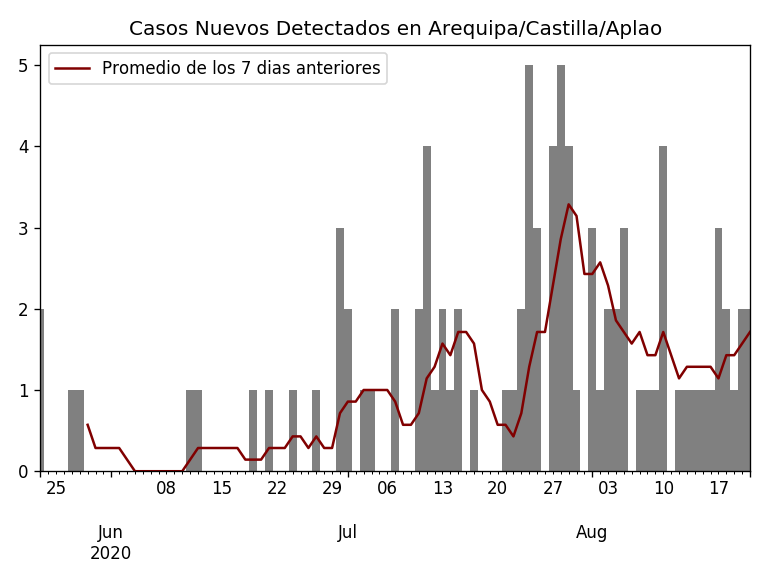 Casos Nuevos Detectados en Arequipa/Castilla/Aplao
Promedio de los 7 dias anteriores
5
4
3
2
1
0
25 08 15 22 29 06 13 20 27 03 10 17
Jun Jul Aug
2020